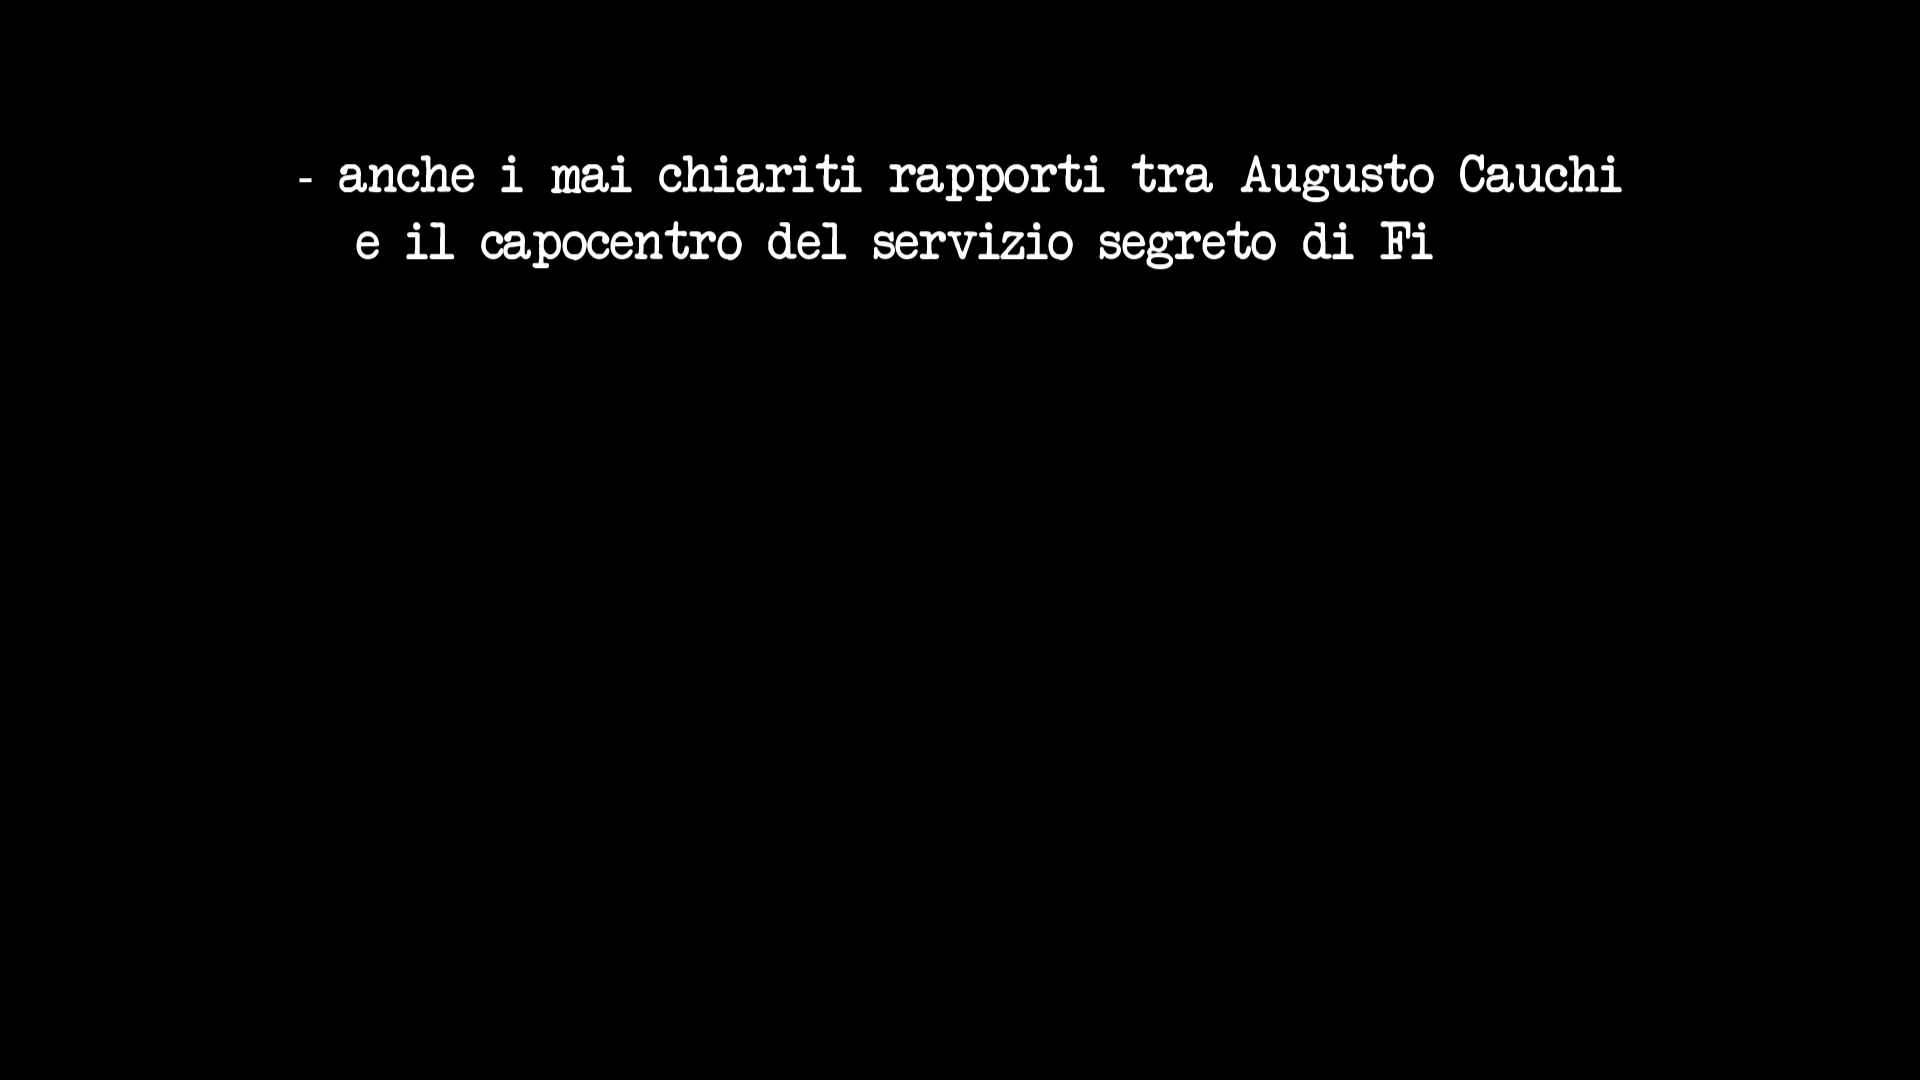 - anche i mai chiariti rapporti tra Augusto Cauchi
e il capocentro del servizio segreto di Fi